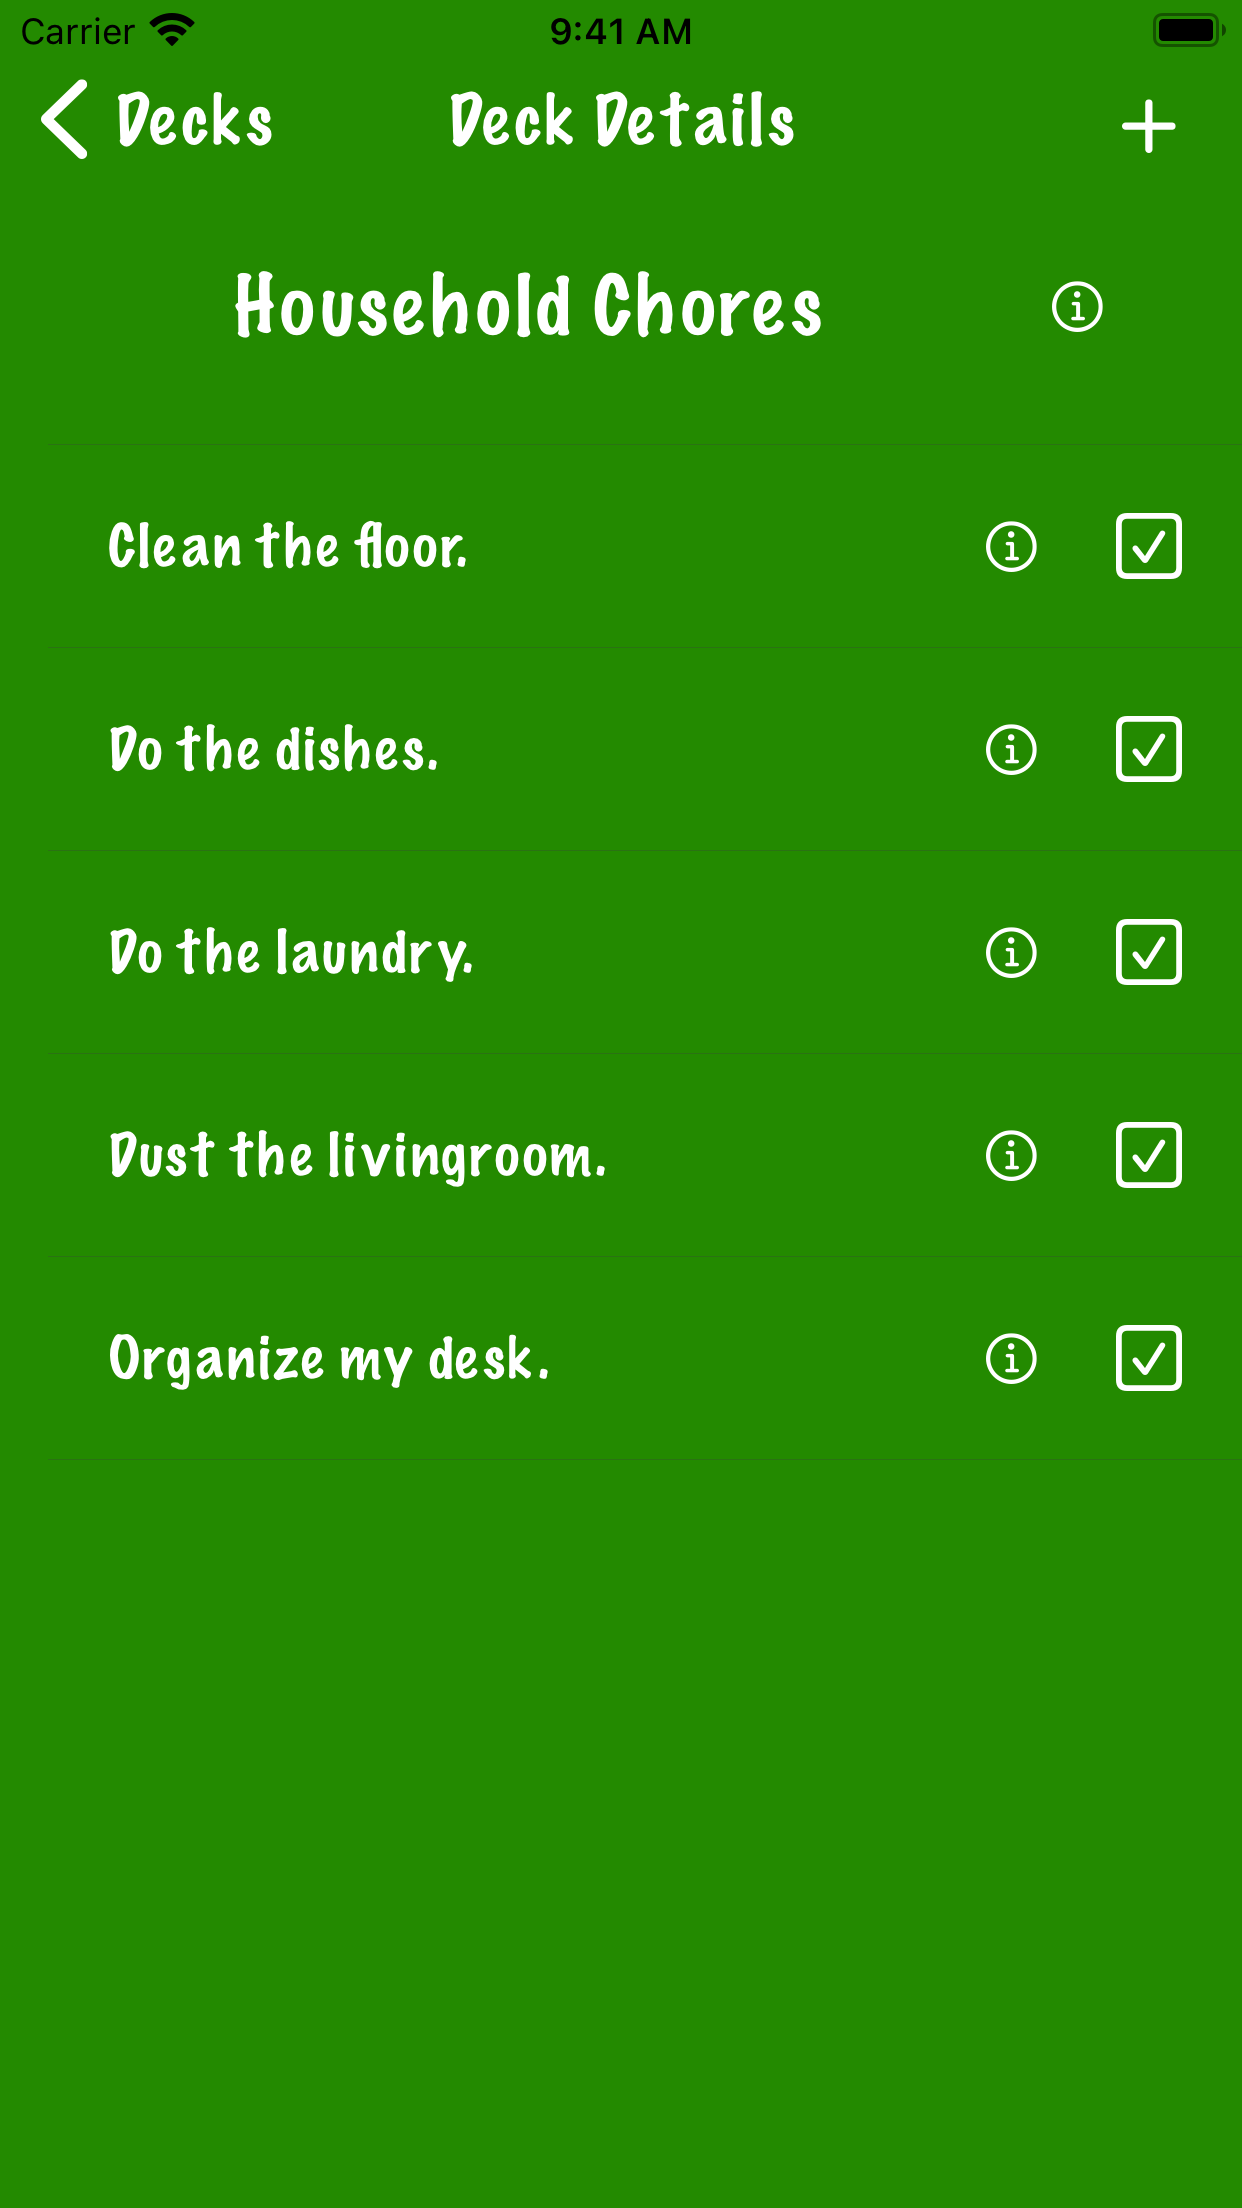 Carrier 9:41 AM
Decks Deck Details
Household Chores
Clean the floor.
Do the dishes.
Do the laundry.
Dust the livingroom.
Organize my desk.